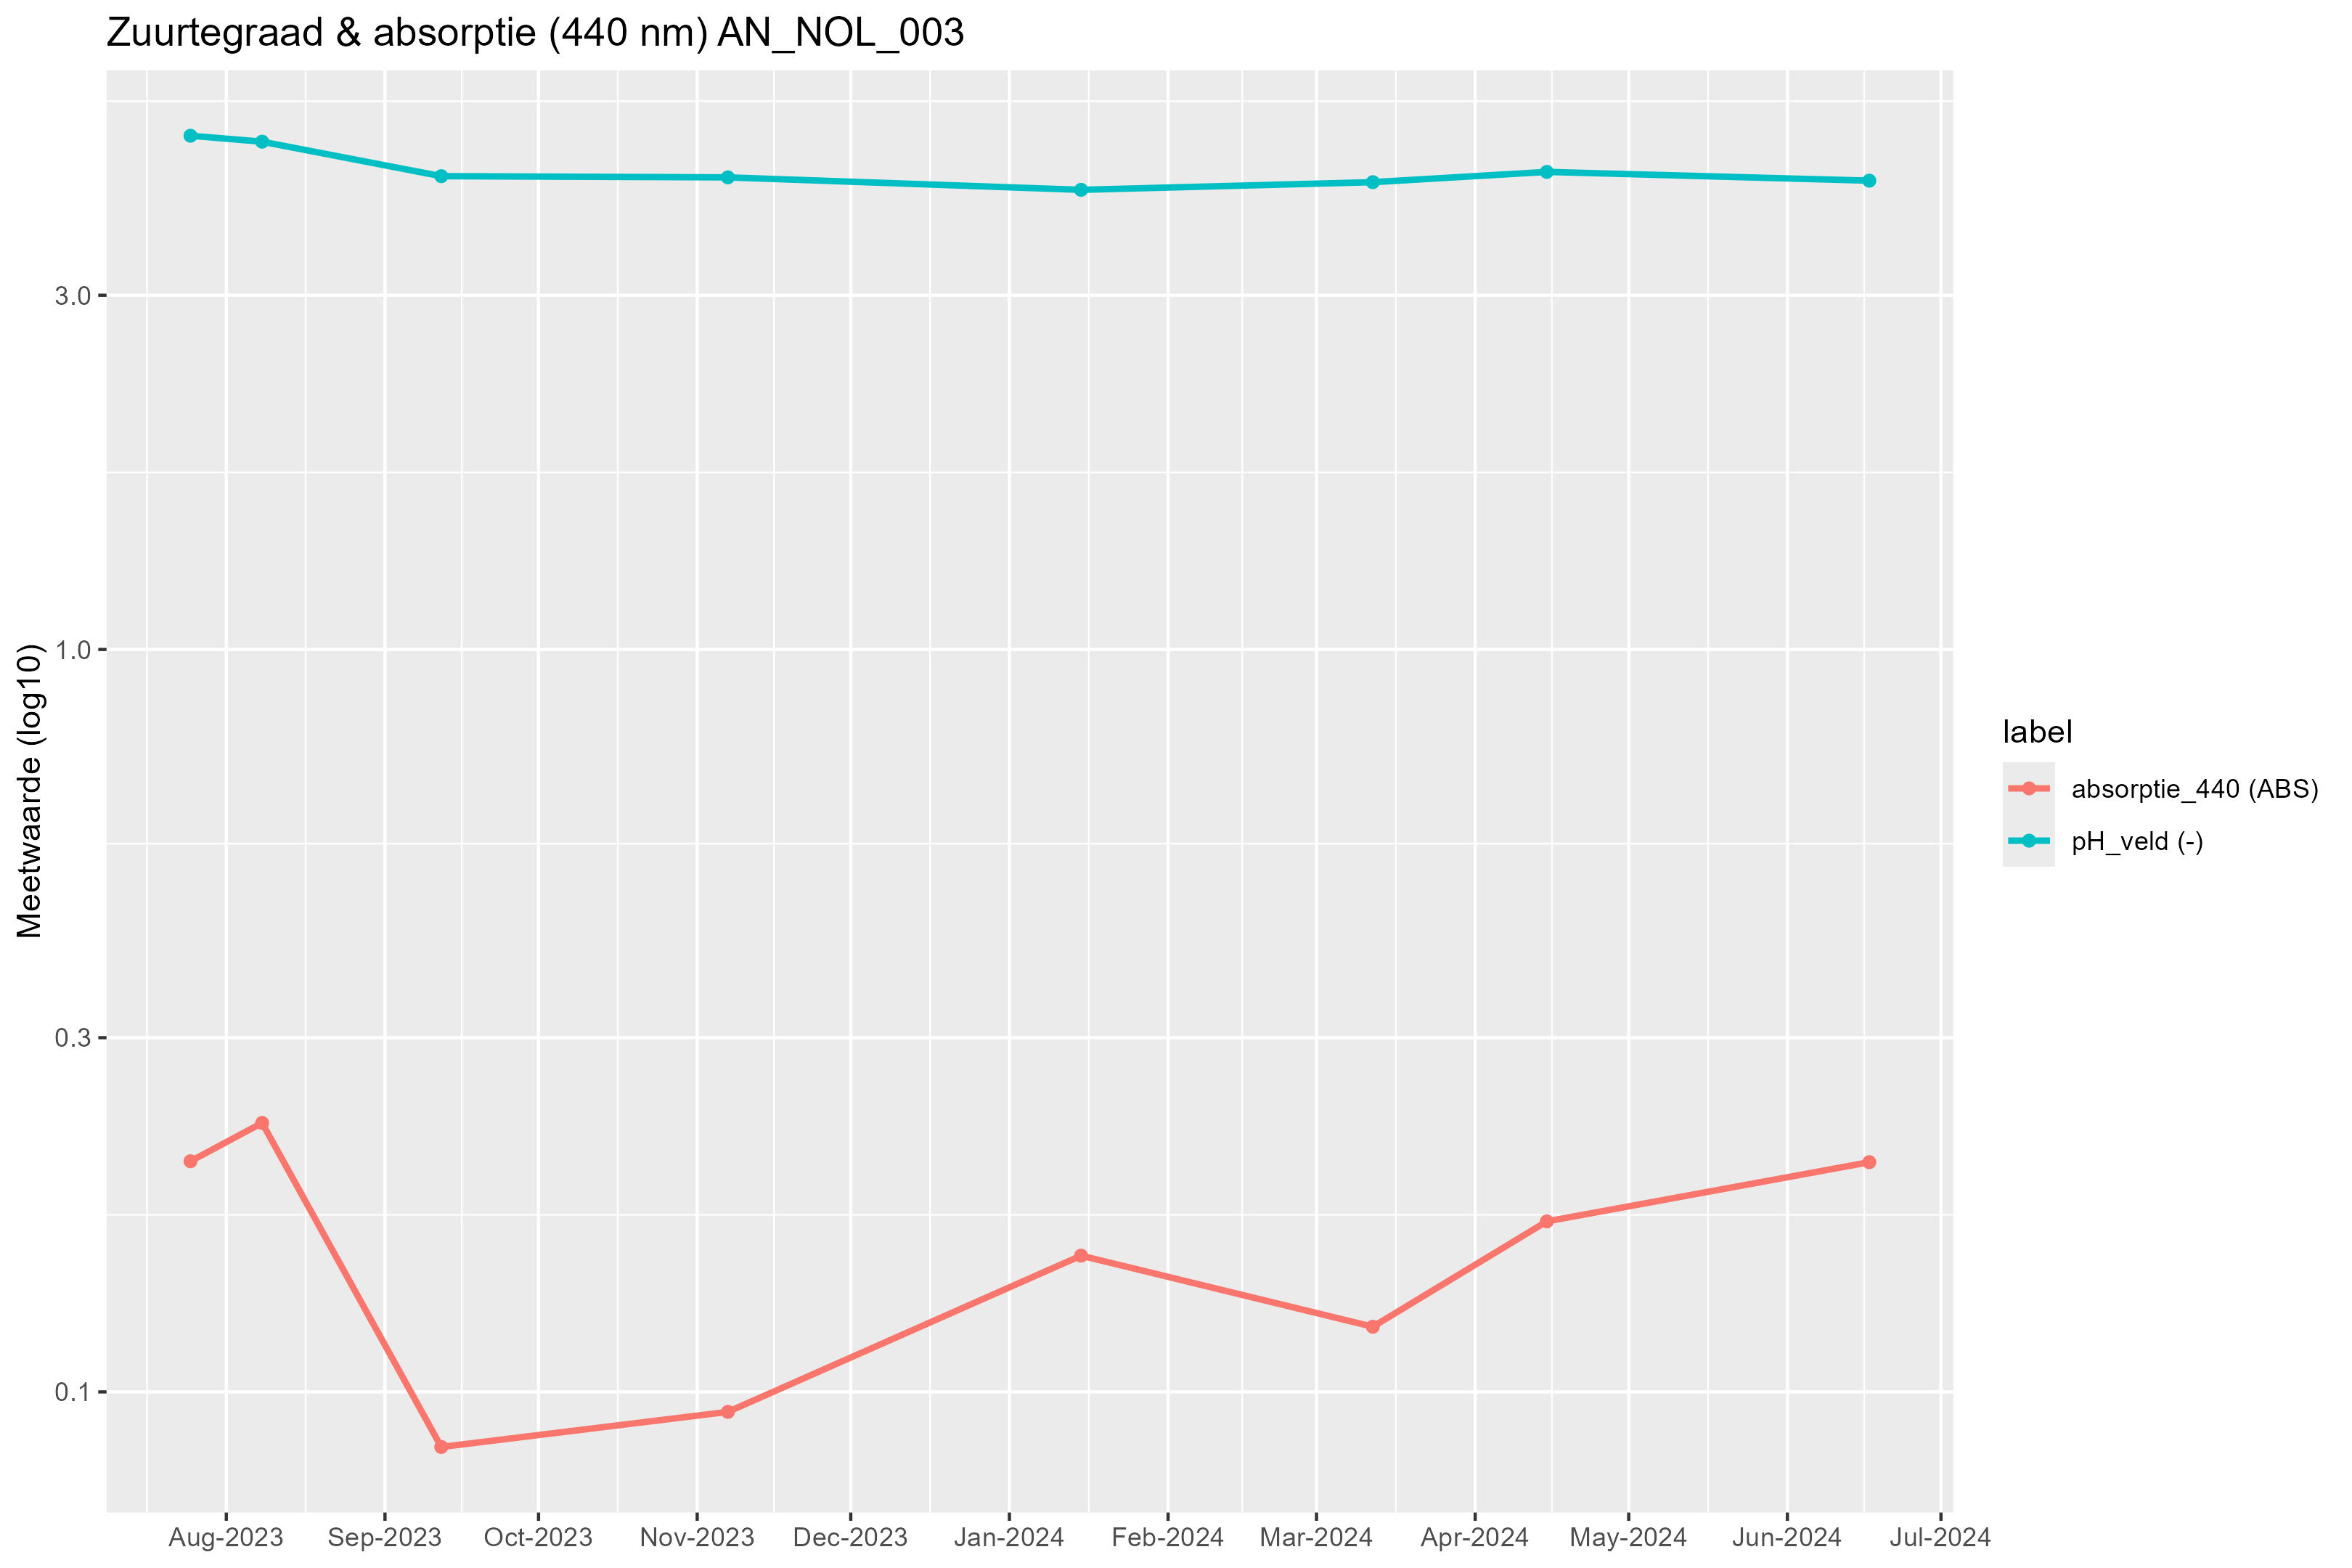 Zuurtegraad & absorptie (440 nm) AN_NOL_003
Meetwaarde (log10)
3.0
1.0
0.3
0.1
Aug-2023 Sep-2023 Oct-2023 Nov-2023 Dec-2023 Jan-2024 Feb-2024 Mar-2024 Apr-2024 May-2024 Jun-2024 Jul-2024
label
absorptie_440 (ABS)
pH_veld (-)